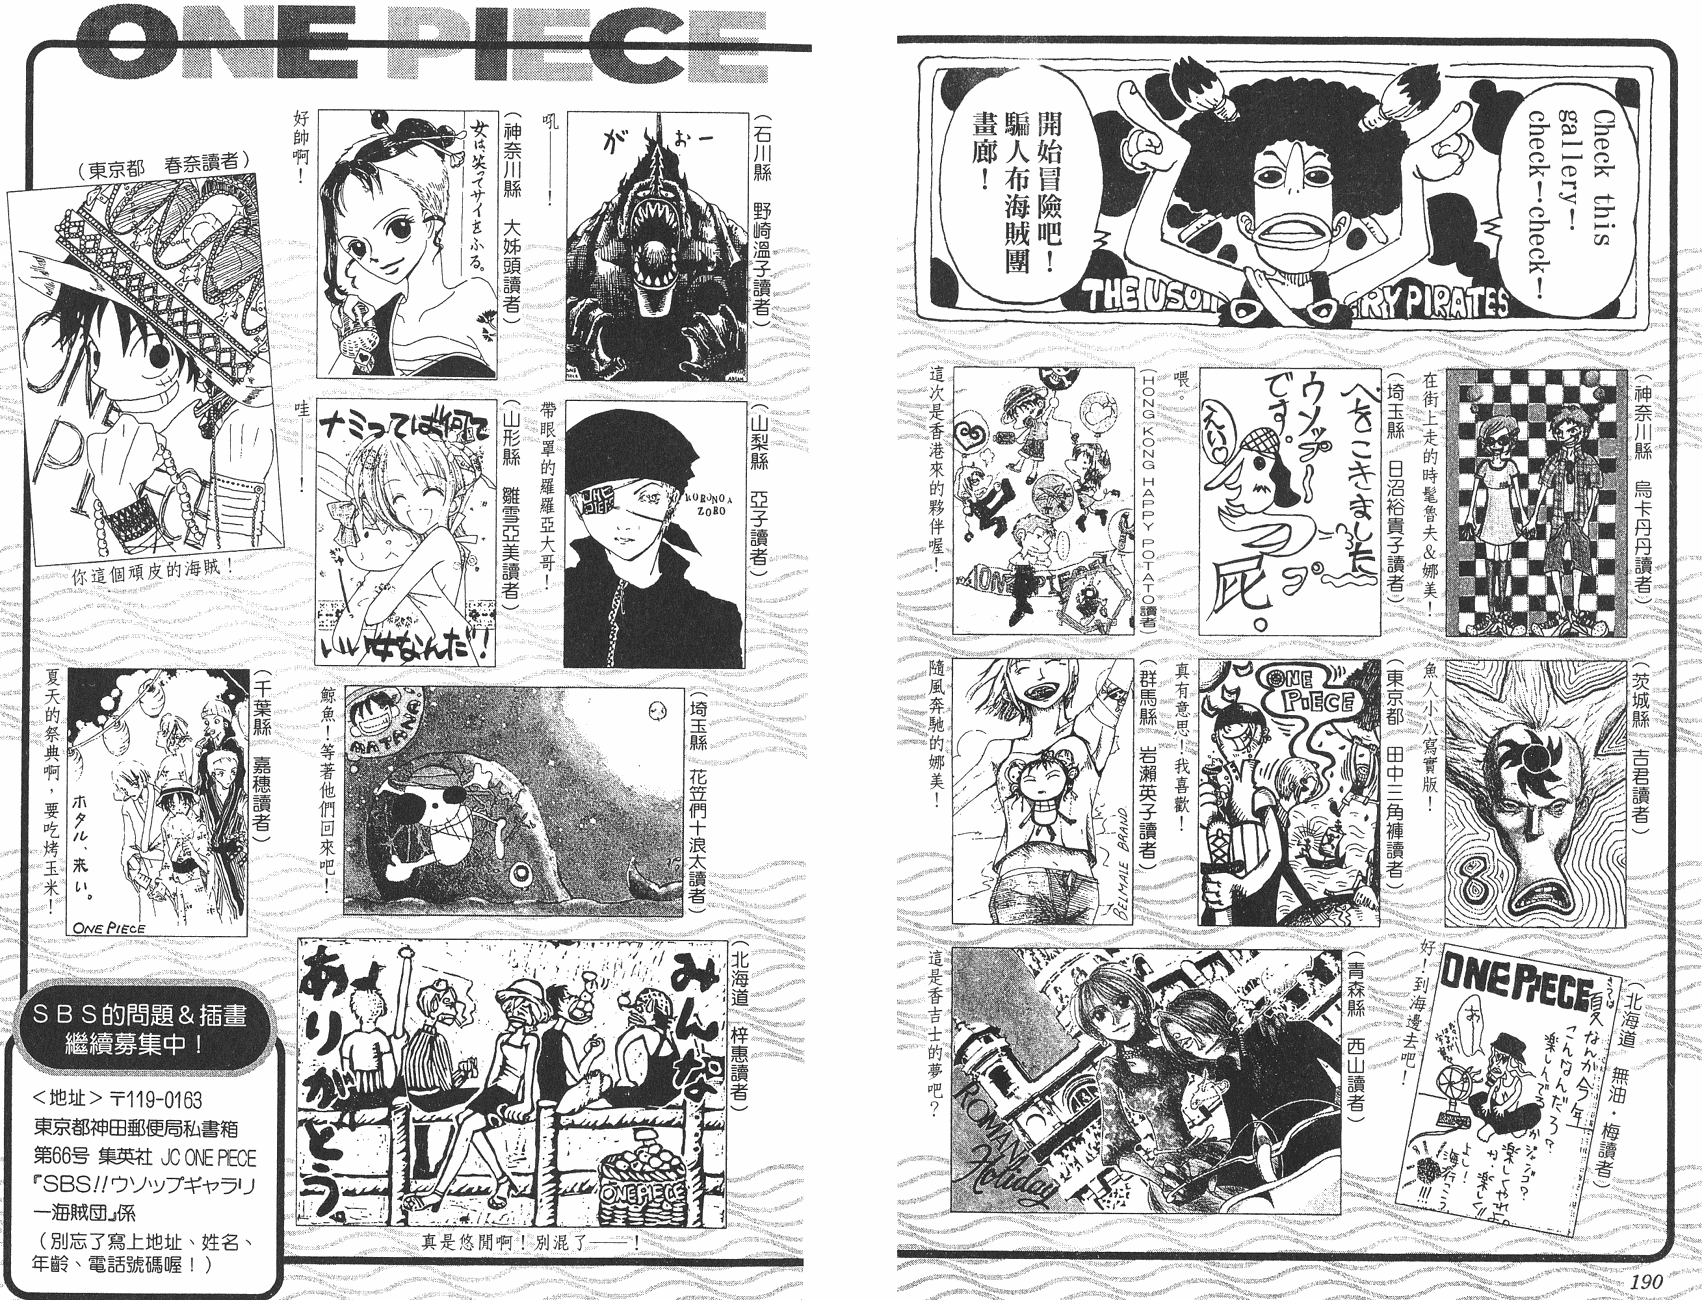 Check this
gallery!
check!check!
開始冒險吧!
騙人布海賊團
畫廊!
THE USO
RY PIRATES
(神奈川縣 烏卡丹丹讀者)
在街上走的時髦魯夫&娜美!
(埼玉縣 日沼裕貴子讀者)
へをこきました
ウソップ
です。
えい♡
プ
屁。
喂。
(HONG KONG HAPPY POTATO讀者)
ONE PIECE
這次是香港來的夥伴喔!
(茨城縣 吉君讀者)
8
魚人小八寫實版!
(東京都 田中三角褲讀者)
ONE
PIECE
真有意思!我喜歡!
(群馬縣 岩瀨英子讀者)
BELMALE BRAND
隨風奔馳的娜美!
(北海道 無油·梅讀者)
ONE PIECE
あ
好!到海邊去吧!
(青森縣 西山讀者)
ROMAN
Holiday
這是香吉士的夢吧?
190
ONE PIECE
(石川縣 野崎溫子讀者)
がおー
吼——!
(神奈川縣 大姊頭讀者)
女は笑ってサイをふる。
好帥啊!
(東京都 春奈讀者)
你這個頑皮的海賊!
(山梨縣 亞子讀者)
ONE
PIECE
RORONOA
ZORO
帶眼罩的羅羅亞大哥!
(山形縣 雛雪亞美讀者)
ナミっては何て
いい女なんだ!!
哇——!
(埼玉縣 花笠們十浪太讀者)
BATANA
鯨魚!等著他們回來吧!
(千葉縣 嘉穗讀者)
ホタル、来い。
ONE PIECE
夏天的祭典啊,要吃烤玉米!
(北海道 梓惠讀者)
みんな
ありがとう。
ONE PIECE
真是悠閒啊!別混了——!
SBS的問題&插畫
繼續募集中!
<地址>〒119-0163
東京都神田郵便局私書箱
第66号 集英社 JC ONE PIECE
『SBS!!ウソップギャラリ
ー海賊団』係
(別忘了寫上地址、姓名、
年齡、電話號碼喔!)